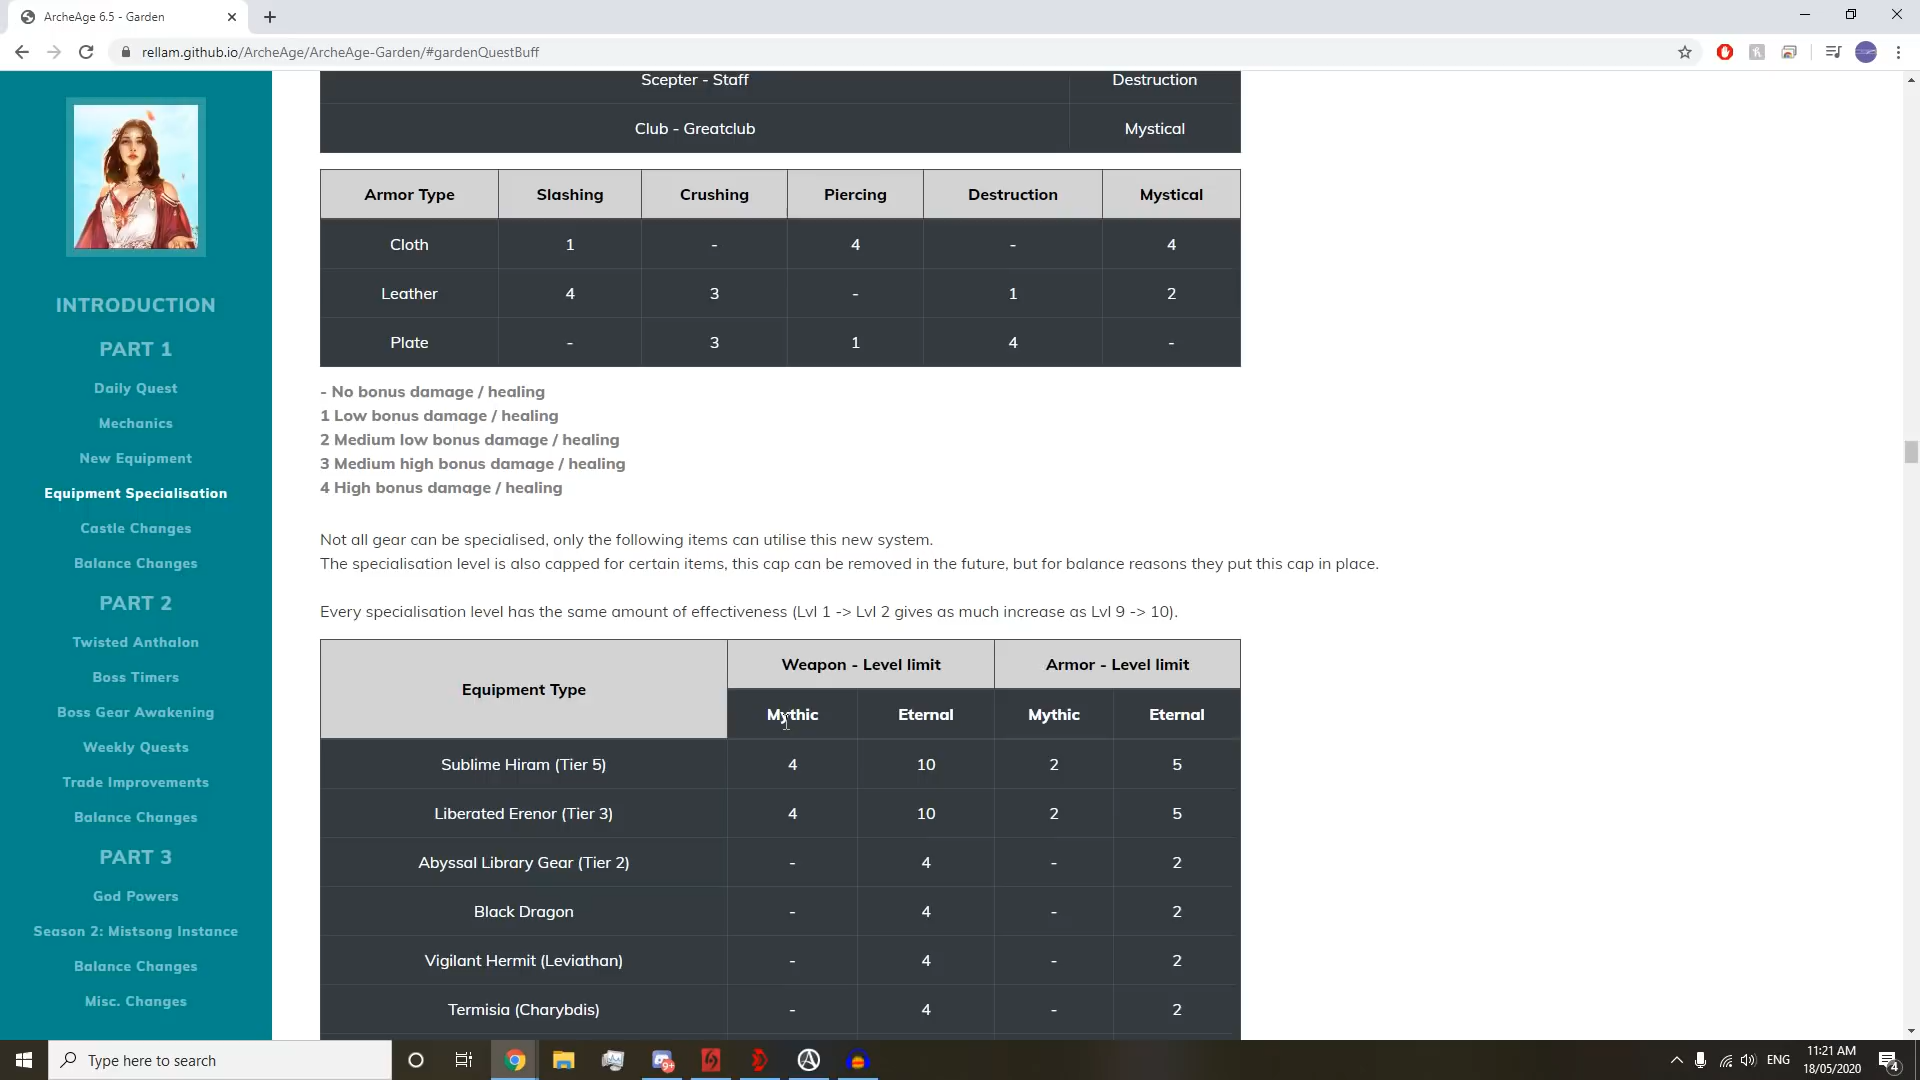 ArcheAge 6.5 - Garden
rellam.github.io/ArcheAge/ArcheAge-Garden/#gardenQuestBuff
INTRODUCTION
PART 1
Daily Quest
Mechanics
New Equipment
Equipment Specialisation
Castle Changes
Balance Changes
PART 2
Twisted Anthalon
Boss Timers
Boss Gear Awakening
Weekly Quests
Trade Improvements
Balance Changes
PART 3
God Powers
Season 2: Mistsong Instance
Balance Changes
Misc. Changes
Scepter - Staff Destruction
Club - Greatclub Mystical
Armor Type Slashing Crushing Piercing Destruction Mystical
Cloth 1 - 4 - 4
Leather 4 3 - 1 2
Plate - 3 1 4 -
- No bonus damage / healing
1 Low bonus damage / healing
2 Medium low bonus damage / healing
3 Medium high bonus damage / healing
4 High bonus damage / healing
Not all gear can be specialised, only the following items can utilise this new system.
The specialisation level is also capped for certain items, this cap can be removed in the future, but for balance reasons they put this cap in place.
Every specialisation level has the same amount of effectiveness (Lvl 1 -> Lvl 2 gives as much increase as Lvl 9 -> 10).
Equipment Type Weapon - Level limit Armor - Level limit
Mythic Eternal Mythic Eternal
Sublime Hiram (Tier 5) 4 10 2 5
Liberated Erenor (Tier 3) 4 10 2 5
Abyssal Library Gear (Tier 2) - 4 - 2
Black Dragon - 4 - 2
Vigilant Hermit (Leviathan) - 4 - 2
Termisia (Charybdis) - 4 - 2
Type here to search
9+
ENG
11:21 AM
18/05/2020
4